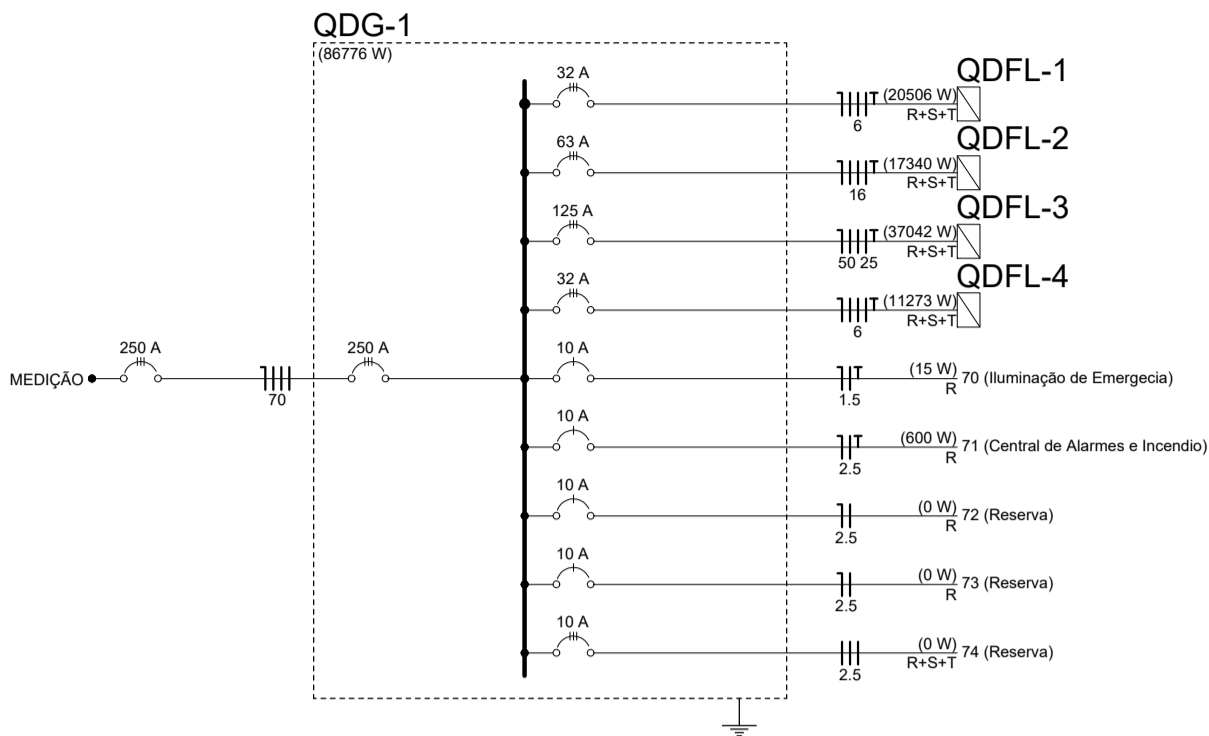 QDG-1
(86776 W)
32 A
(20506 W)
R+S+T
6
QDFL-1
63 A
(17340 W)
R+S+T
16
QDFL-2
125 A
(37042 W)
R+S+T
50 25
QDFL-3
32 A
(11273 W)
R+S+T
6
QDFL-4
MEDIÇÃO
250 A
70
250 A
10 A
1.5
(15 W)
R
70 (Iluminação de Emergecia)
10 A
2.5
(600 W)
R
71 (Central de Alarmes e Incendio)
10 A
2.5
(0 W)
R
72 (Reserva)
10 A
2.5
(0 W)
R
73 (Reserva)
10 A
2.5
(0 W)
R+S+T
74 (Reserva)